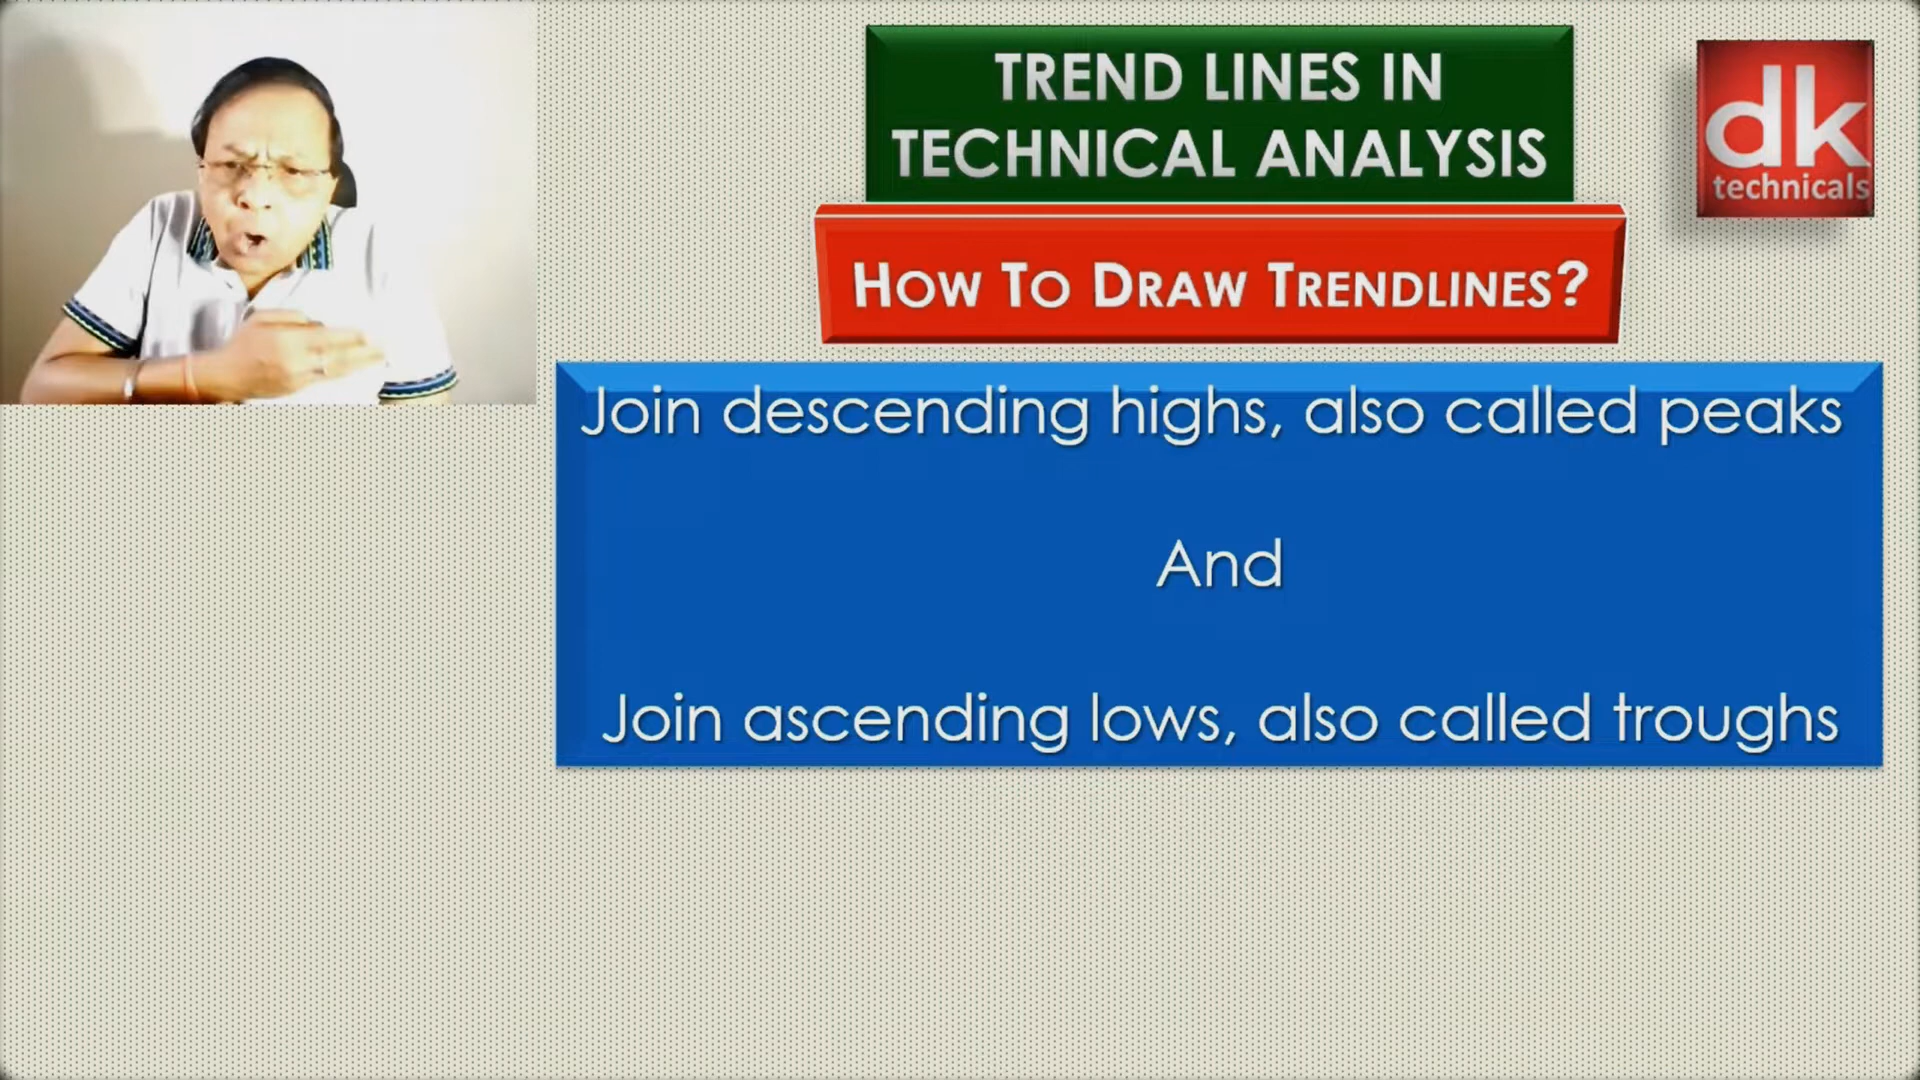 TREND LINES IN
TECHNICAL ANALYSIS
dk
technicals
HOW TO DRAW TRENDLINES?
Join descending highs, also called peaks
And
Join ascending lows, also called troughs